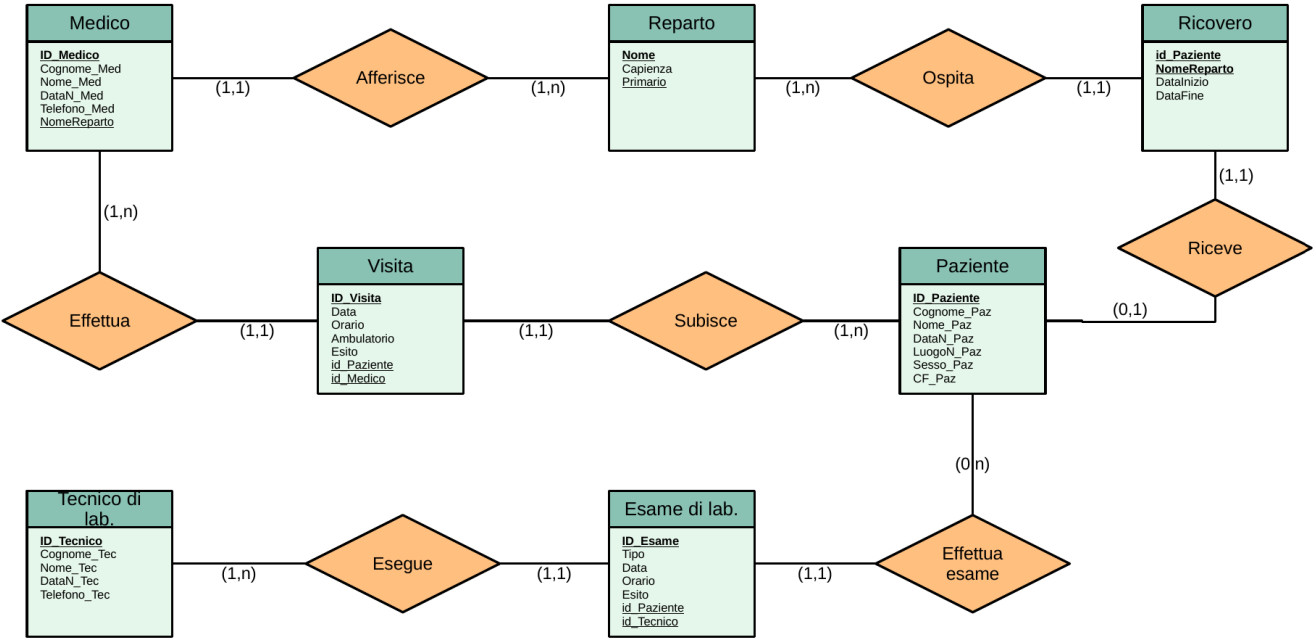 Medico
ID_Medico
Cognome_Med
Nome_Med
DataN_Med
Telefono_Med
NomeReparto
(1,1)
Afferisce
(1,n)
Reparto
Nome
Capienza
Primario
(1,n)
Ospita
(1,1)
Ricovero
id_Paziente
NomeReparto
DataInizio
DataFine
(1,n)
(1,1)
Riceve
(0,1)
Effettua
(1,1)
Visita
ID_Visita
Data
Orario
Ambulatorio
Esito
id_Paziente
id_Medico
(1,1)
Subisce
(1,n)
Paziente
ID_Paziente
Cognome_Paz
Nome_Paz
DataN_Paz
LuogoN_Paz
Sesso_Paz
CF_Paz
(0,n)
Tecnico di
lab.
ID_Tecnico
Cognome_Tec
Nome_Tec
DataN_Tec
Telefono_Tec
(1,n)
Esegue
(1,1)
Esame di lab.
ID_Esame
Tipo
Data
Orario
Esito
id_Paziente
id_Tecnico
(1,1)
Effettua
esame